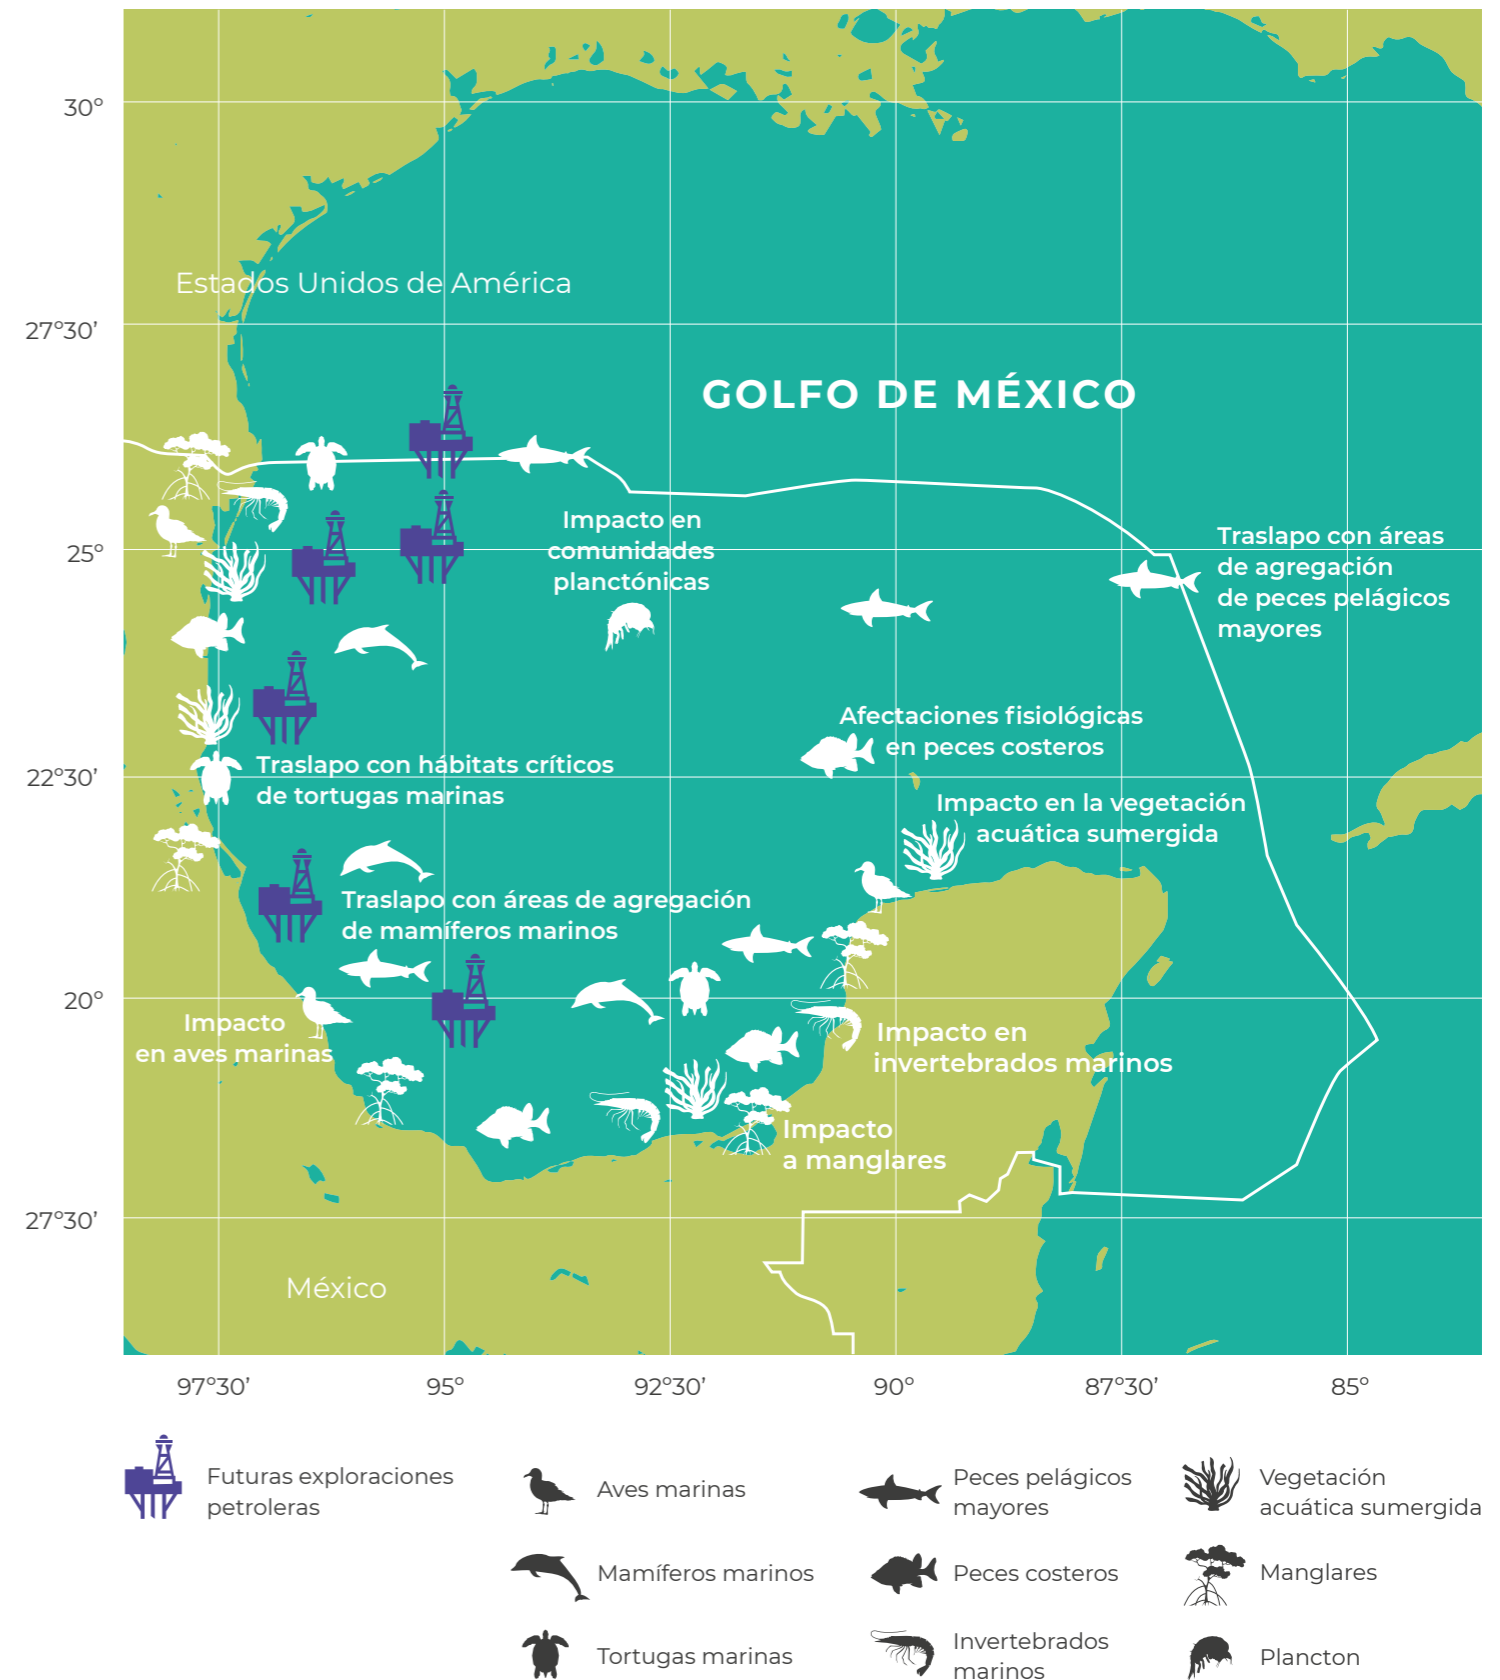 30°
Estados Unidos de América
27°30’
GOLFO DE MÉXICO
Impacto en
comunidades
planctónicas
25°
Traslapo con áreas
de agregación
de peces pelágicos
mayores
Afectaciones fisiológicas
en peces costeros
Traslapo con hábitats críticos
de tortugas marinas
22°30’
Impacto en la vegetación
acuática sumergida
Traslapo con áreas de agregación
de mamíferos marinos
20°
Impacto
en aves marinas
Impacto en
invertebrados marinos
Impacto
a manglares
27°30’
México
97°30’
95°
92°30’
90°
87°30’
85°
Futuras exploraciones
petroleras
Aves marinas
Mamíferos marinos
Tortugas marinas
Peces pelágicos
mayores
Peces costeros
Invertebrados
marinos
Vegetación
acuática sumergida
Manglares
Plancton